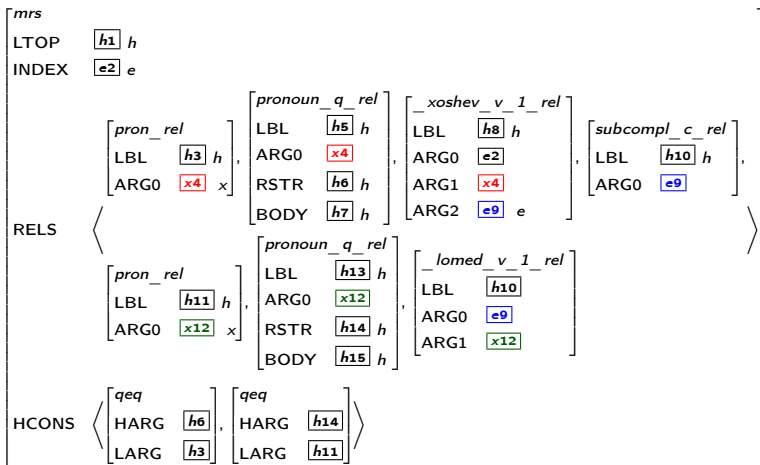 mrs
LTOP h1 h
INDEX e2 e
pron_rel pronoun_q_rel _xoshev_v_1_rel subcompl_c_rel
LBL h3 h LBL h5 h LBL h8 h LBL h10 h
ARG0 x4 x , ARG0 x4 , ARG0 e2 , ARG0 e9 ,
RSTR h6 h ARG1 x4
BODY h7 h ARG2 e9 e
RELS
pron_rel pronoun_q_rel _lomed_v_1_rel
LBL h11 h LBL h13 h LBL h10
ARG0 x12 x , ARG0 x12 , ARG0 e9
RSTR h14 h ARG1 x12
BODY h15 h
qeq qeq
HCONS HARG h6 , HARG h14
LARG h3 LARG h11